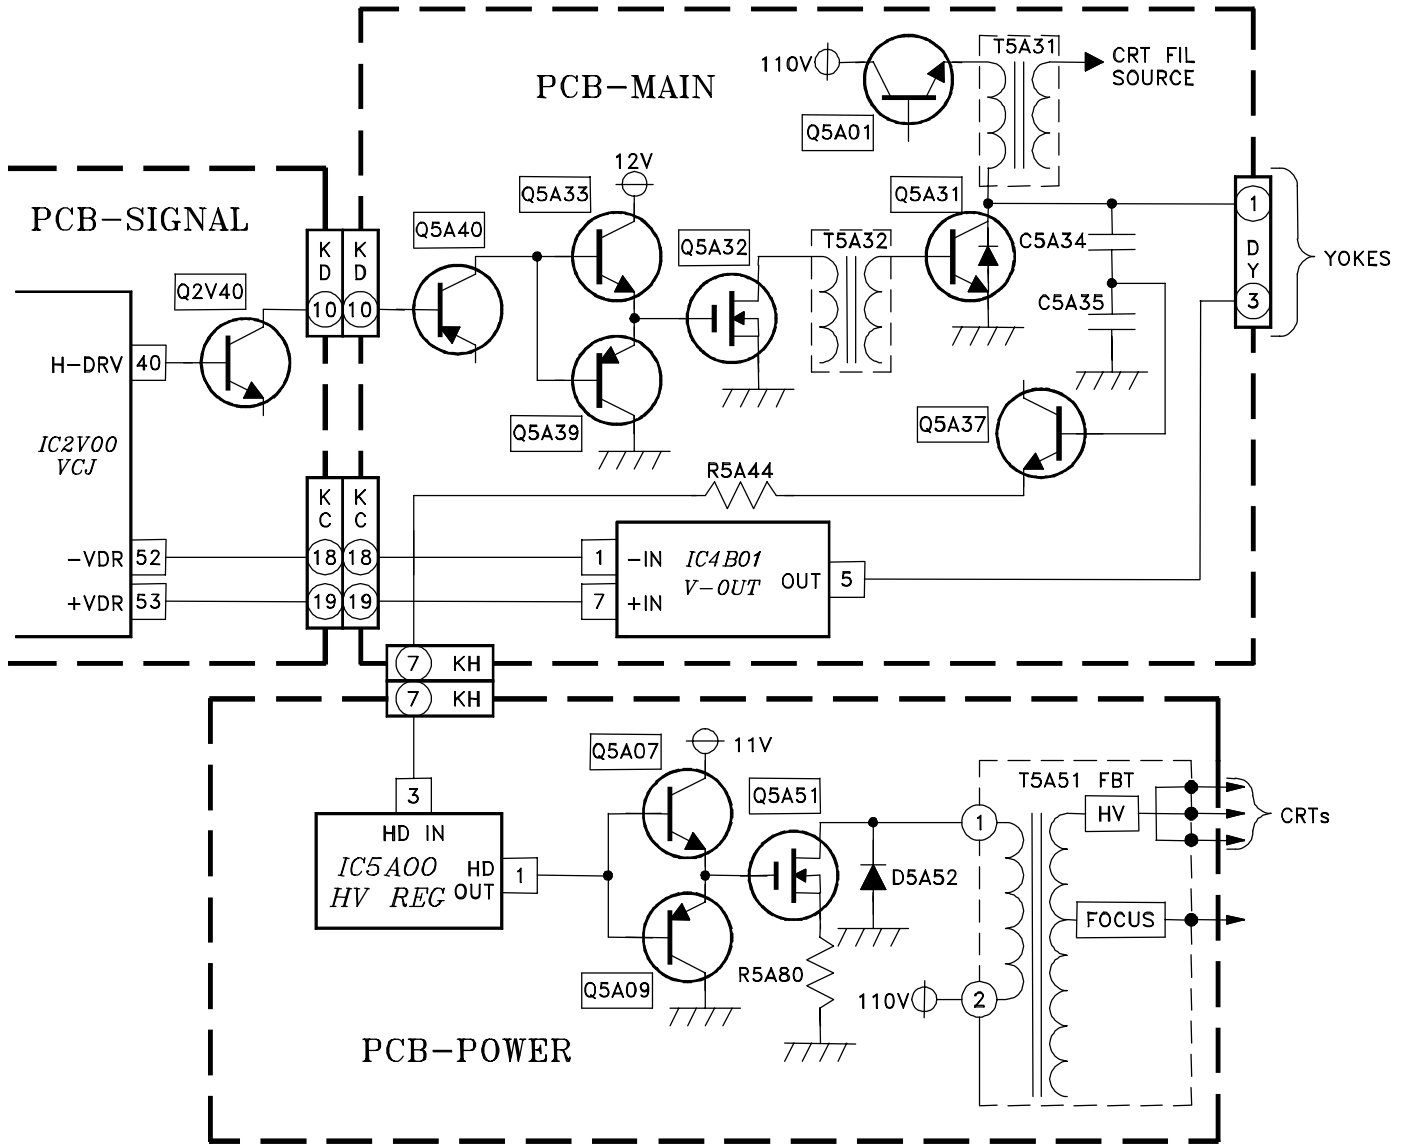 PCB-MAIN
110V
Q5A01
T5A31
CRT FIL
SOURCE
12V
Q5A33
Q5A31
PCB-SIGNAL
Q5A40
Q5A32
T5A32
C5A34
1
D
Y
3
YOKES
K
D
10
K
D
10
Q2V40
C5A35
H-DRV
40
Q5A39
Q5A37
IC2V00
VCJ
R5A44
K
C
18
19
K
C
18
19
-VDR
52
+VDR
53
1
-IN
7
+IN
IC4B01
V-OUT
OUT
5
7
KH
7
KH
11V
Q5A07
Q5A51
T5A51 FBT
HV
CRTs
3
HD IN
IC5A00
HV REG
HD
OUT
1
1
D5A52
FOCUS
Q5A09
R5A80
110V
2
PCB-POWER